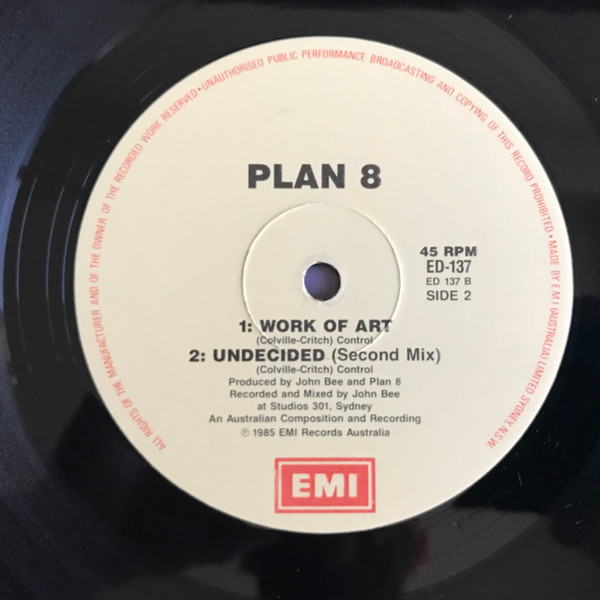 ALL RIGHTS OF THE MANUFACTURER AND OF THE OWNER OF THE RECORDED WORK RESERVED • UNAUTHORISED PUBLIC PERFORMANCE BROADCASTING AND COPYING OF THIS RECORD PROHIBITED. • MADE BY E M I (AUSTRALIA) LIMITED SYDNEY. N.S.W.
PLAN 8
45 RPM
ED-137
ED 137 B
SIDE 2
1: WORK OF ART
(Colville-Critch) Control
2: UNDECIDED (Second Mix)
(Colville-Critch) Control
Produced by John Bee and Plan 8
Recorded and Mixed by John Bee
at Studios 301, Sydney
An Australian Composition and Recording
℗ 1985 EMI Records Australia
EMI